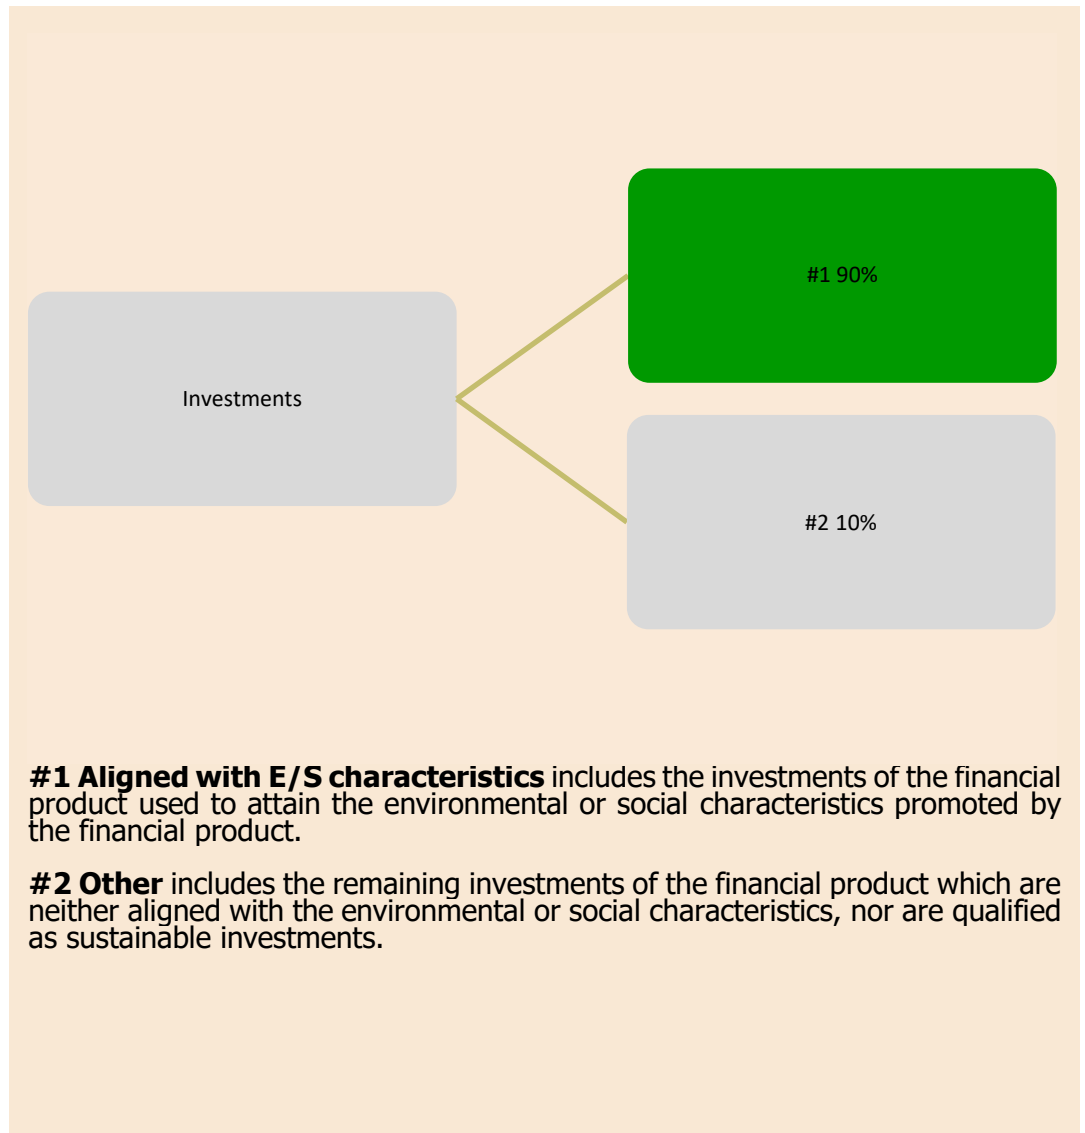 #1 90%
Investments
#2 10%
#1 Aligned with E/S characteristics includes the investments of the financial
product used to attain the environmental or social characteristics promoted by
the financial product.
#2 Other includes the remaining investments of the financial product which are
neither aligned with the environmental or social characteristics, nor are qualified
as sustainable investments.